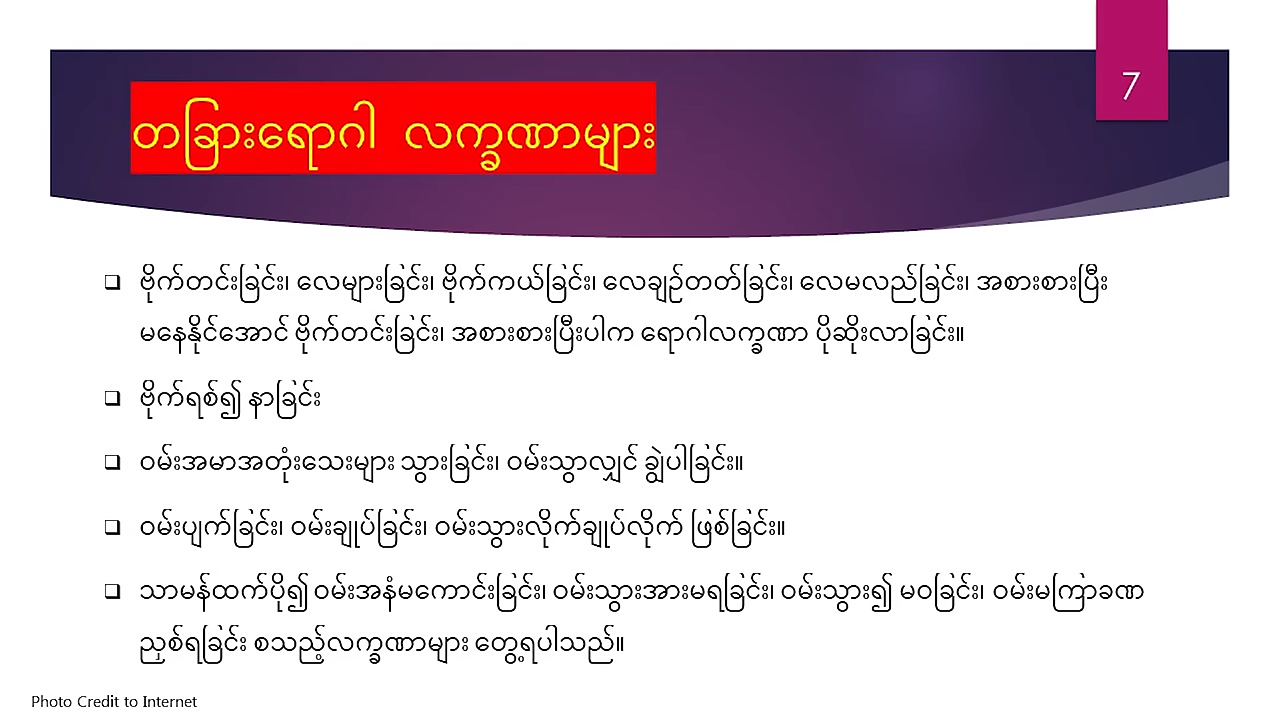 7
တခြားရောဂါ လက္ခဏာများ
❑ ဗိုက်တင်းခြင်း၊ လေများခြင်း၊ ဗိုက်ကယ်ခြင်း၊ လေချဉ်တတ်ခြင်း၊ လေမလည်ခြင်း၊ အစားစားပြီး
မနေနိုင်အောင် ဗိုက်တင်းခြင်း၊ အစားစားပြီးပါက ရောဂါလက္ခဏာ ပိုဆိုးလာခြင်း။
❑ ဗိုက်ရစ်၍ နာခြင်း
❑ ဝမ်းအမာအတုံးသေးများ သွားခြင်း၊ ဝမ်းသွာလျှင် ချွဲပါခြင်း။
❑ ဝမ်းပျက်ခြင်း၊ ဝမ်းချုပ်ခြင်း၊ ဝမ်းသွားလိုက်ချုပ်လိုက် ဖြစ်ခြင်း။
❑ သာမန်ထက်ပို၍ ဝမ်းအနံမကောင်းခြင်း၊ ဝမ်းသွားအားမရခြင်း၊ ဝမ်းသွား၍ မဝခြင်း၊ ဝမ်းမကြာခဏ
ညှစ်ရခြင်း စသည့်လက္ခဏာများ တွေ့ရပါသည်။
Photo Credit to Internet